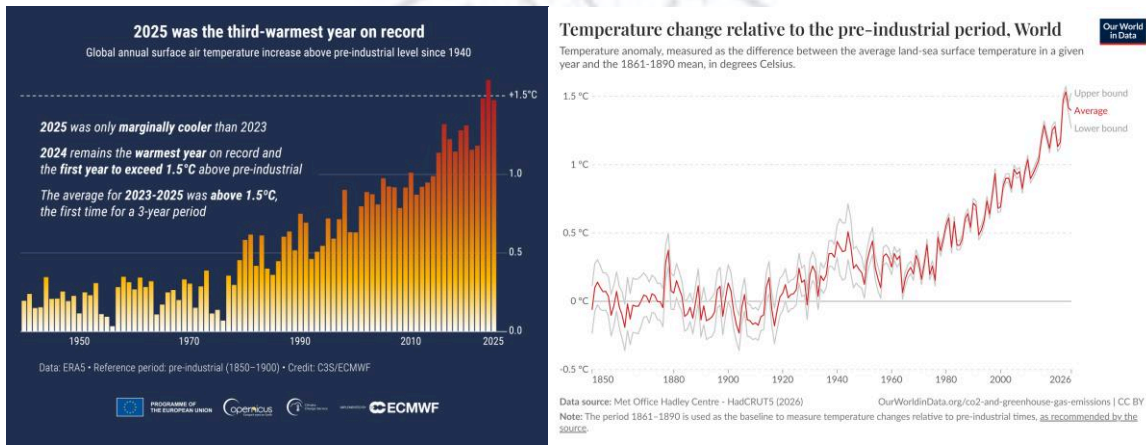 2025 was the third-warmest year on record
Global annual surface air temperature increase above pre-industrial level since 1940
+1.5°C
2025 was only marginally cooler than 2023
2024 remains the warmest year on record and
the first year to exceed 1.5°C above pre-industrial
The average for 2023-2025 was above 1.5°C,
the first time for a 3-year period
1.0
0.5
0.0
1950 1970 1990 2010 2025
Data: ERA5 • Reference period: pre-industrial (1850–1900) • Credit: C3S/ECMWF
PROGRAMME OF
THE EUROPEAN UNION
Copernicus
ECMWF
Temperature change relative to the pre-industrial period, World
Our World
in Data
Temperature anomaly, measured as the difference between the average land-sea surface temperature in a given
year and the 1861-1890 mean, in degrees Celsius.
1.5 °C
Upper bound
Average
Lower bound
1 °C
0.5 °C
0 °C
-0.5 °C
1850 1880 1900 1920 1940 1960 1980 2000 2026
Data source: Met Office Hadley Centre - HadCRUT5 (2026) OurWorldinData.org/co2-and-greenhouse-gas-emissions | CC BY
Note: The period 1861-1890 is used as the baseline to measure temperature changes relative to pre-industrial times, as recommended by the
source.